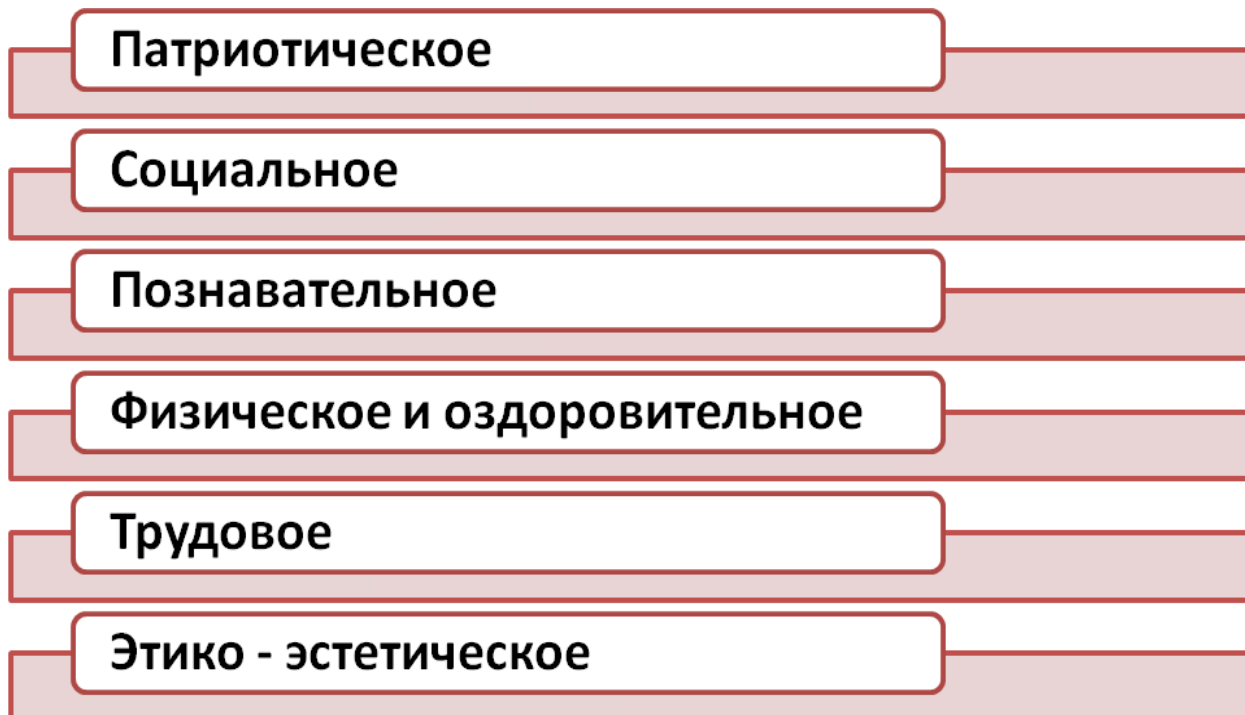 Патриотическое
Социальное
Познавательное
Физическое и оздоровительное
Трудовое
Этико - эстетическое